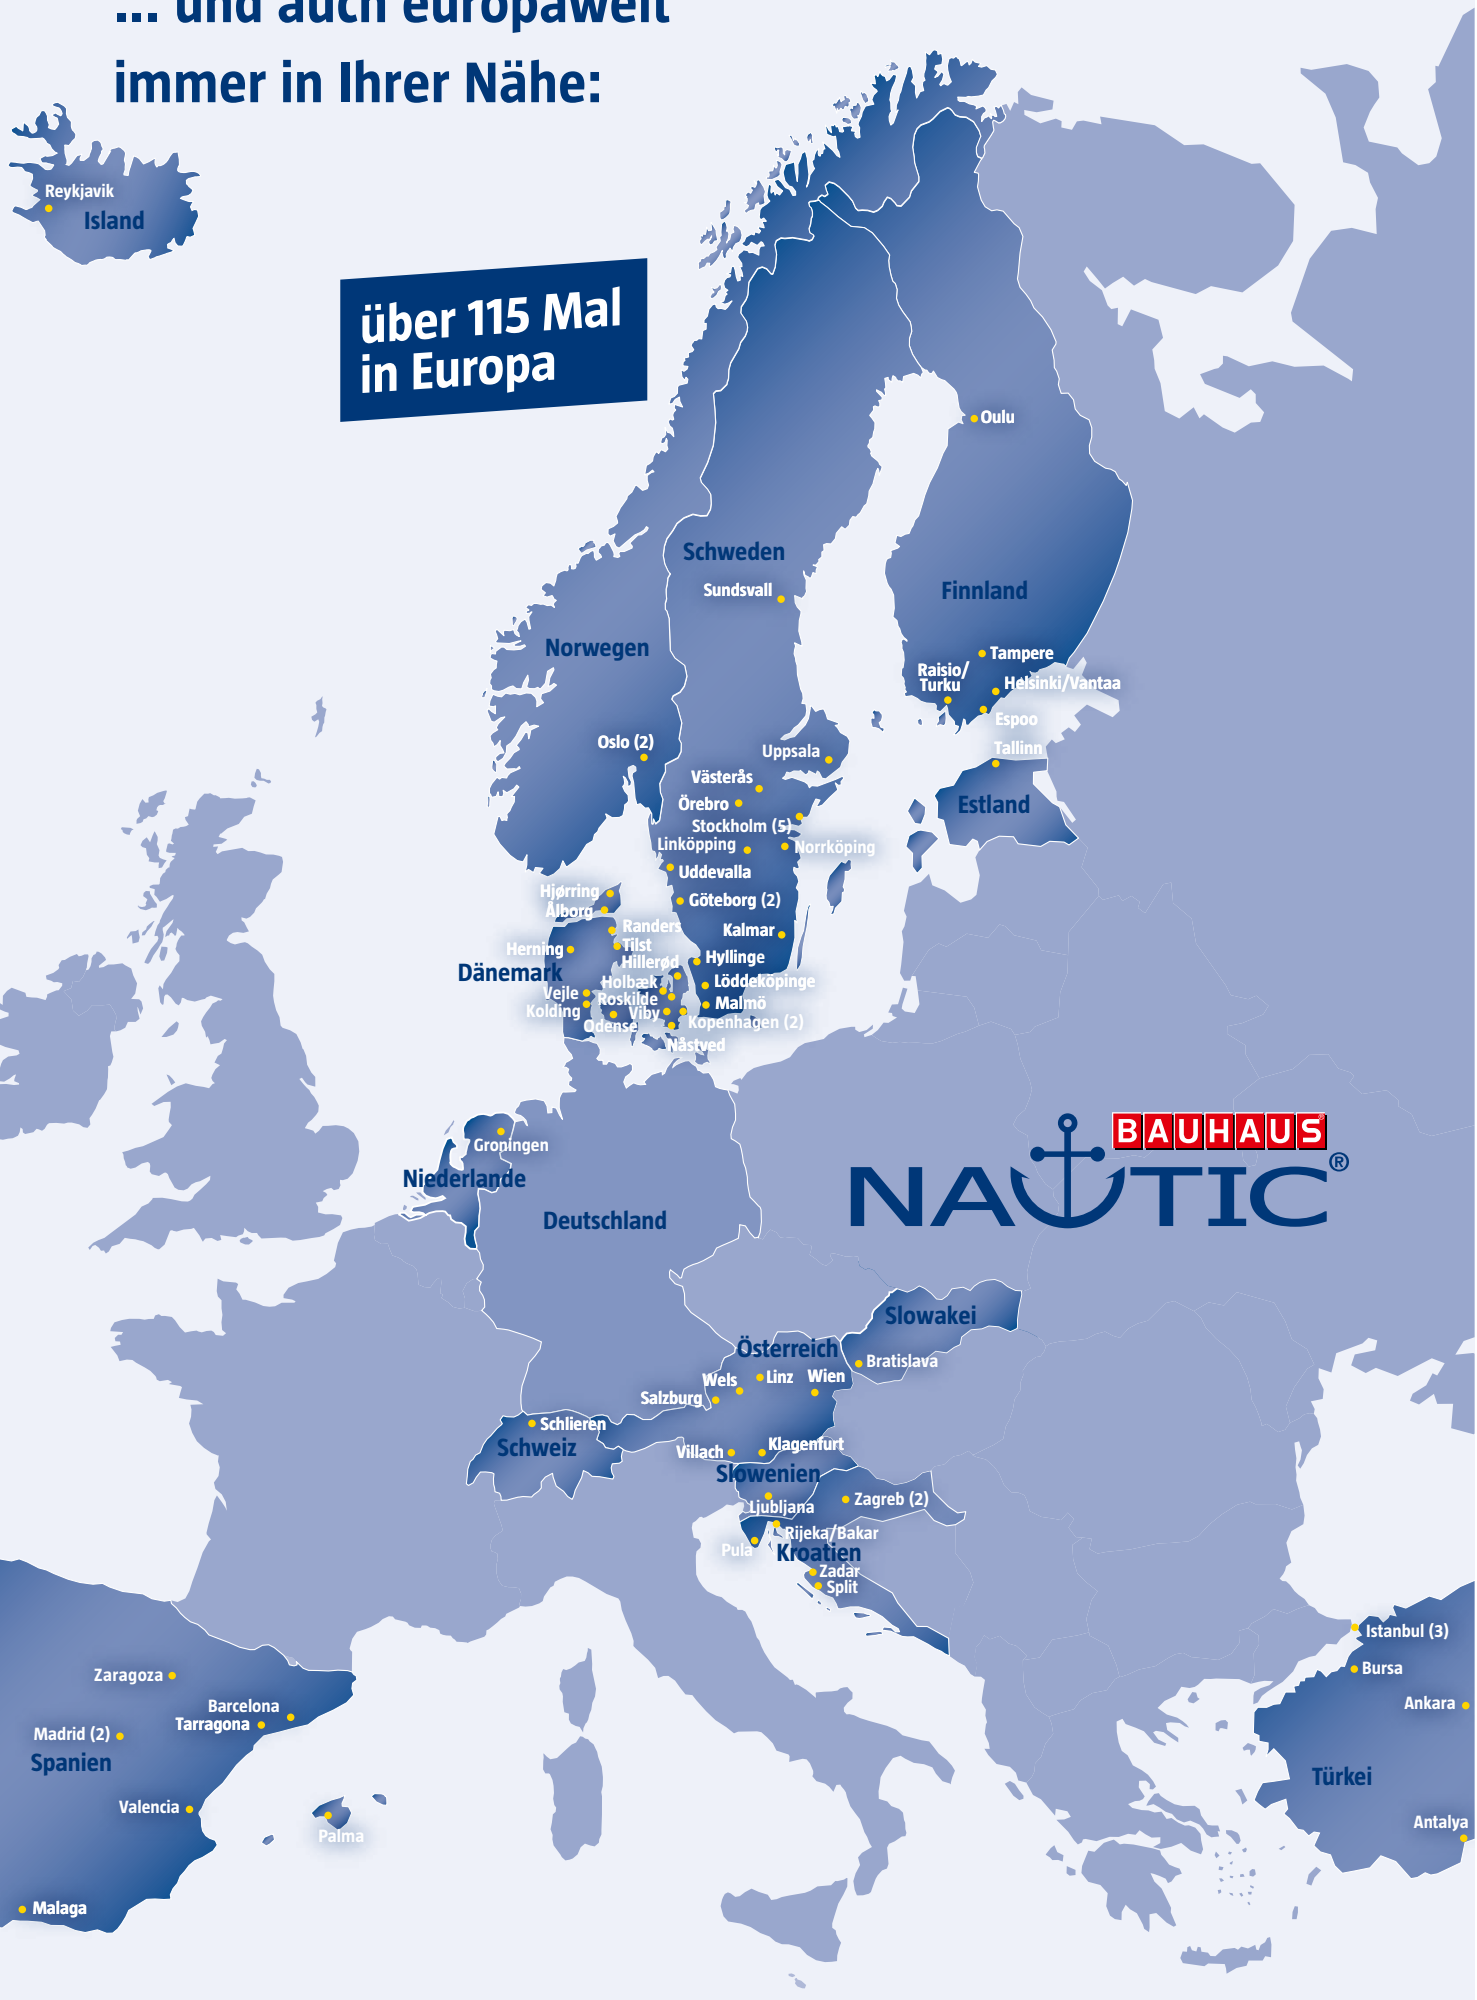 ... und auch europaweit
immer in Ihrer Nähe:
Reykjavik
Island
über 115 Mal
in Europa
Oulu
Schweden
Sundsvall
Finnland
Norwegen
Tampere
Raisio/
Turku
Helsinki/Vantaa
Espoo
Oslo (2)
Uppsala
Tallinn
Västerås
Örebro
Estland
Stockholm (5)
Linköpping
Norrköping
Uddevalla
Hjørring
Göteborg (2)
Ålborg
Randers
Kalmar
Tilst
Herning
Hyllinge
Hillerød
Dänemark
Holbæk
Löddeköpinge
Vejle
Roskilde
Malmö
Kolding
Viby
Odense
Kopenhagen (2)
Nåstved
BAUHAUS®
NAUTIC®
Groningen
Niederlande
Deutschland
Slowakei
Österreich
Bratislava
Wels
Linz
Wien
Salzburg
Schlieren
Schweiz
Villach
Klagenfurt
Slowenien
Ljubljana
Zagreb (2)
Rijeka/Bakar
Pula
Kroatien
Zadar
Split
Istanbul (3)
Bursa
Zaragoza
Ankara
Barcelona
Tarragona
Madrid (2)
Spanien
Türkei
Valencia
Antalya
Palma
Malaga